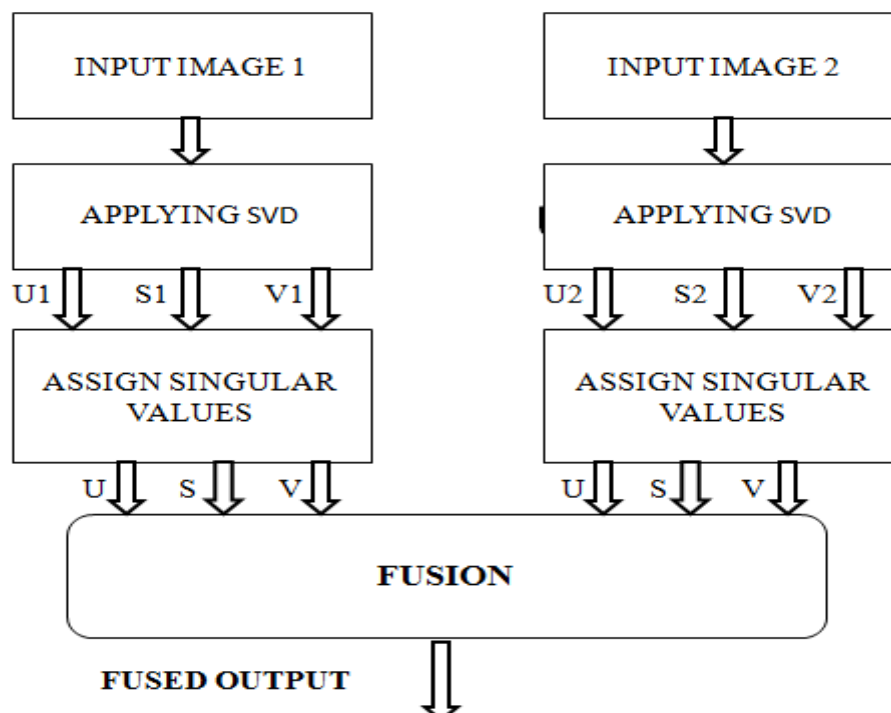 INPUT IMAGE 1
INPUT IMAGE 2
APPLYING SVD
APPLYING SVD
U1 S1 V1
U2 S2 V2
ASSIGN SINGULAR
VALUES
ASSIGN SINGULAR
VALUES
U S V
U S V
FUSION
FUSED OUTPUT